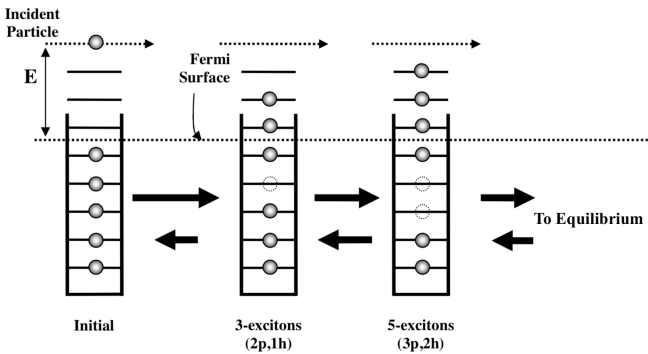 Incident
Particle
E
Fermi
Surface
To Equilibrium
Initial
3-excitons
(2p,1h)
5-excitons
(3p,2h)